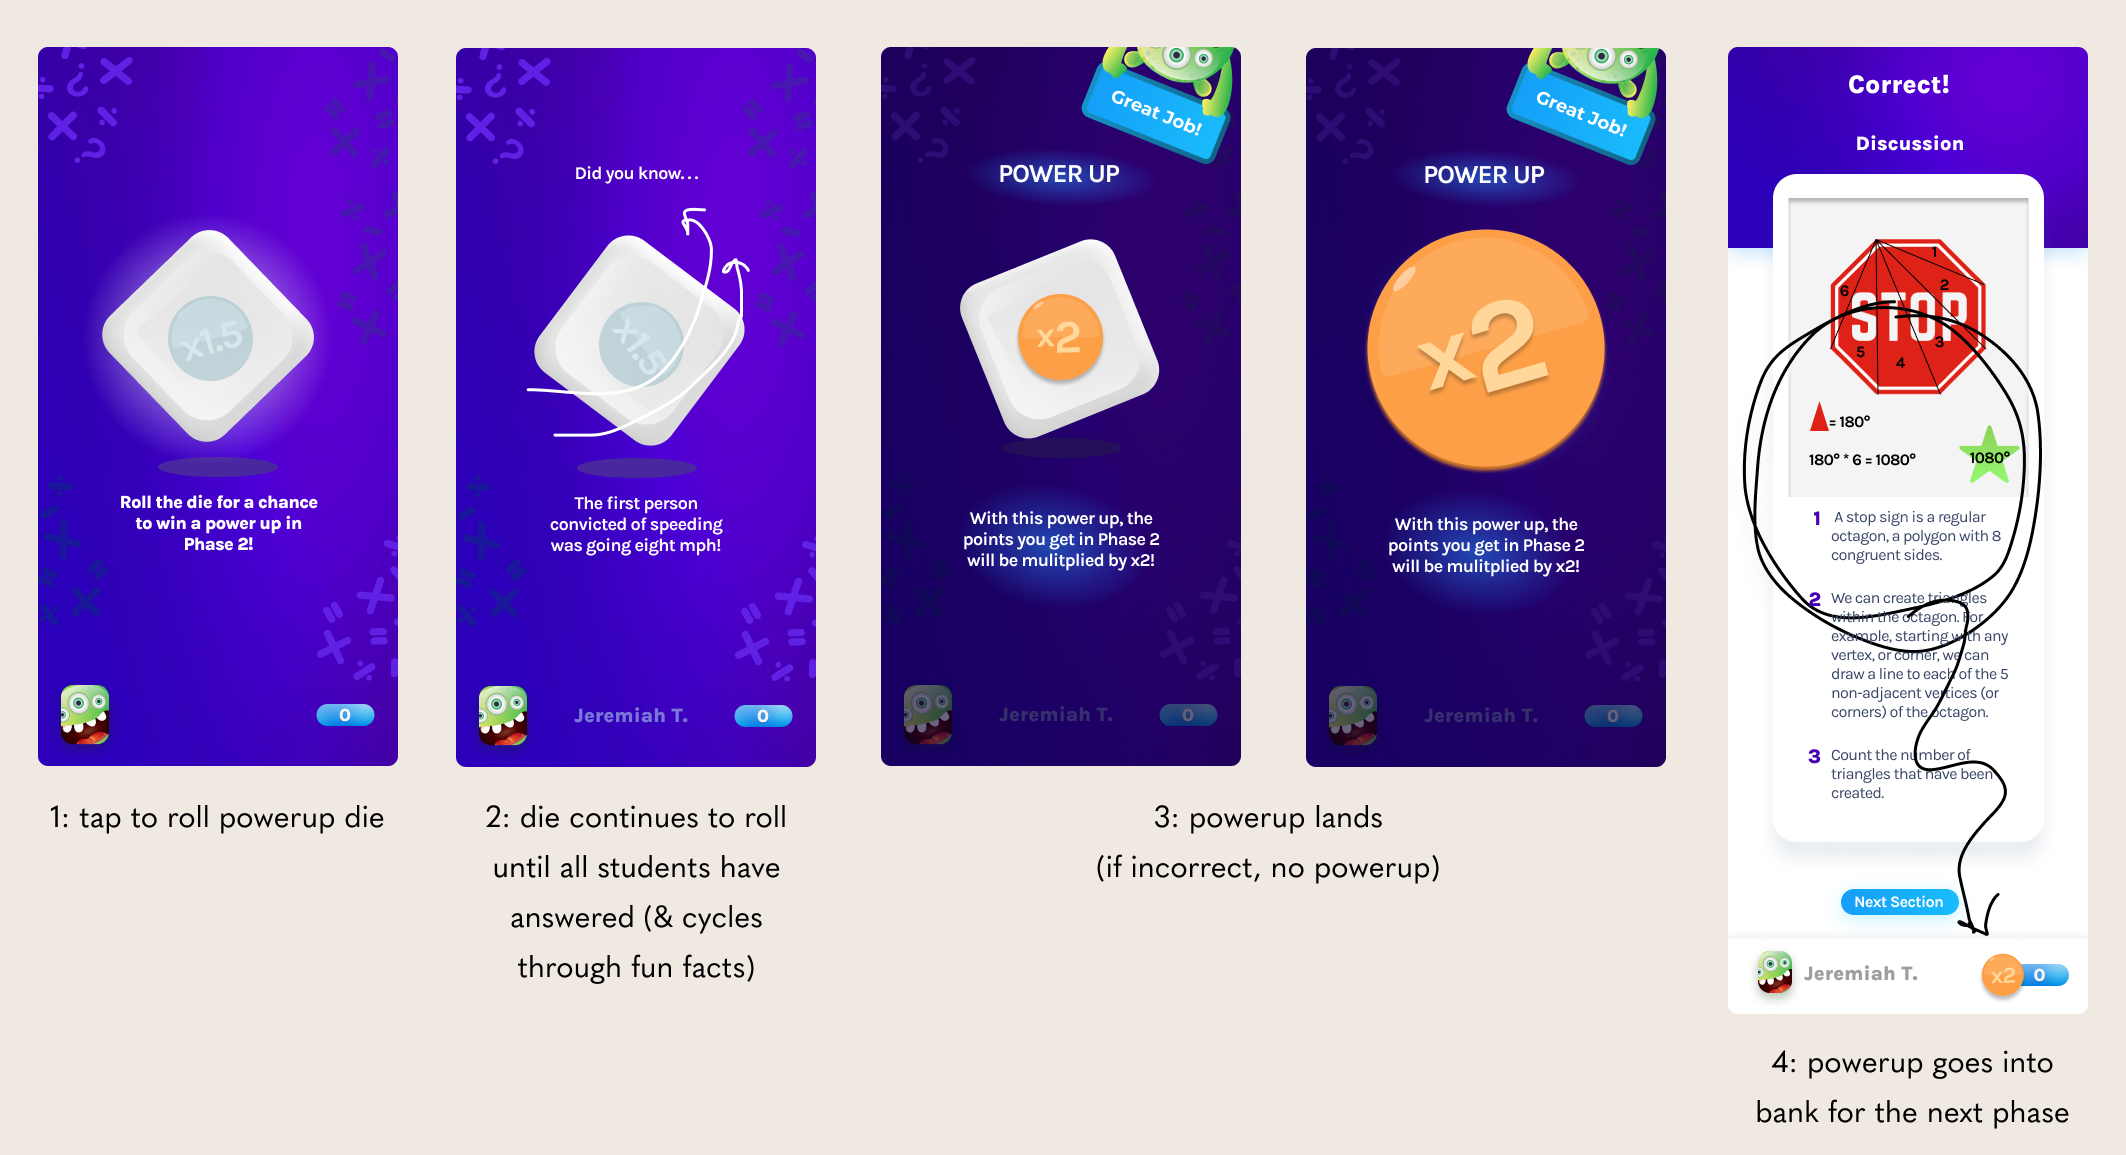 x1.5
Roll the die for a chance
to win a power up in
Phase 2!
0
1: tap to roll powerup die
Did you know...
x1.5
The first person
convicted of speeding
was going eight mph!
Jeremiah T.
0
2: die continues to roll
until all students have
answered (& cycles
through fun facts)
Great Job!
POWER UP
x2
With this power up, the
points you get in Phase 2
will be mulitplied by x2!
Jeremiah T.
0
Great Job!
POWER UP
x2
With this power up, the
points you get in Phase 2
will be mulitplied by x2!
Jeremiah T.
0
3: powerup lands
(if incorrect, no powerup)
Correct!
Discussion
1
2
6
STOP
3
5
4
= 180°
180° * 6 = 1080°
1080°
1 A stop sign is a regular
octagon, a polygon with 8
congruent sides.
2 We can create triangles
within the octagon. For
example, starting with any
vertex, or corner, we can
draw a line to each of the 5
non-adjacent vertices (or
corners) of the octagon.
3 Count the number of
triangles that have been
created.
Next Section
Jeremiah T.
x2 0
4: powerup goes into
bank for the next phase